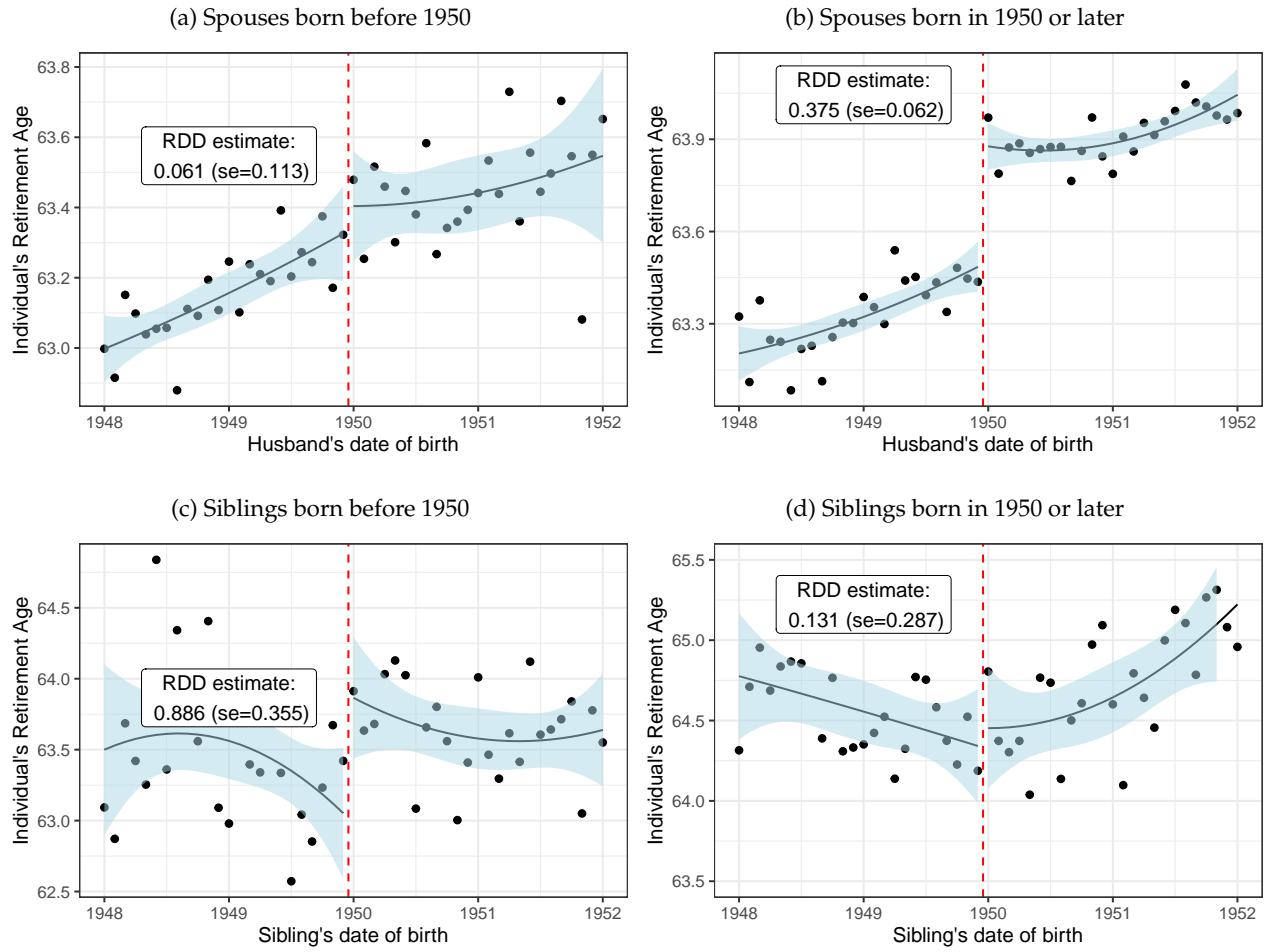 (a) Spouses born before 1950
63.8
63.6
63.4
63.2
63.0
Individual's Retirement Age
RDD estimate:
0.061 (se=0.113)
1948
1949
1950
1951
1952
Husband's date of birth
(b) Spouses born in 1950 or later
63.9
63.6
63.3
Individual's Retirement Age
RDD estimate:
0.375 (se=0.062)
1948
1949
1950
1951
1952
Husband's date of birth
(c) Siblings born before 1950
64.5
64.0
63.5
63.0
62.5
Individual's Retirement Age
RDD estimate:
0.886 (se=0.355)
1948
1949
1950
1951
1952
Sibling's date of birth
(d) Siblings born in 1950 or later
65.5
65.0
64.5
64.0
63.5
Individual's Retirement Age
RDD estimate:
0.131 (se=0.287)
1948
1949
1950
1951
1952
Sibling's date of birth